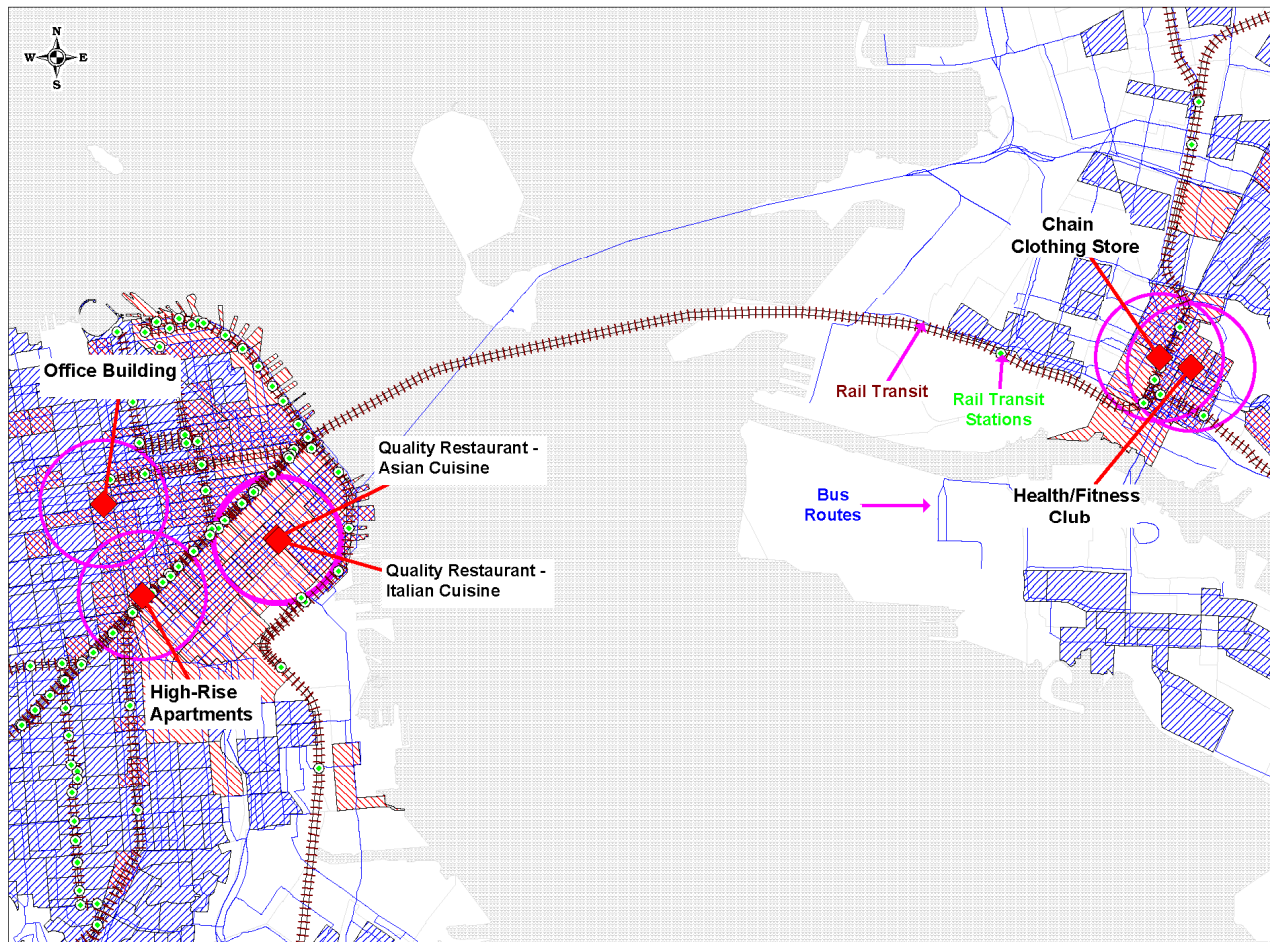 N
W E
S
Chain
Clothing Store
Office Building
Rail Transit
Rail Transit
Stations
Quality Restaurant -
Asian Cuisine
Bus
Routes
Health/Fitness
Club
Quality Restaurant -
Italian Cuisine
High-Rise
Apartments